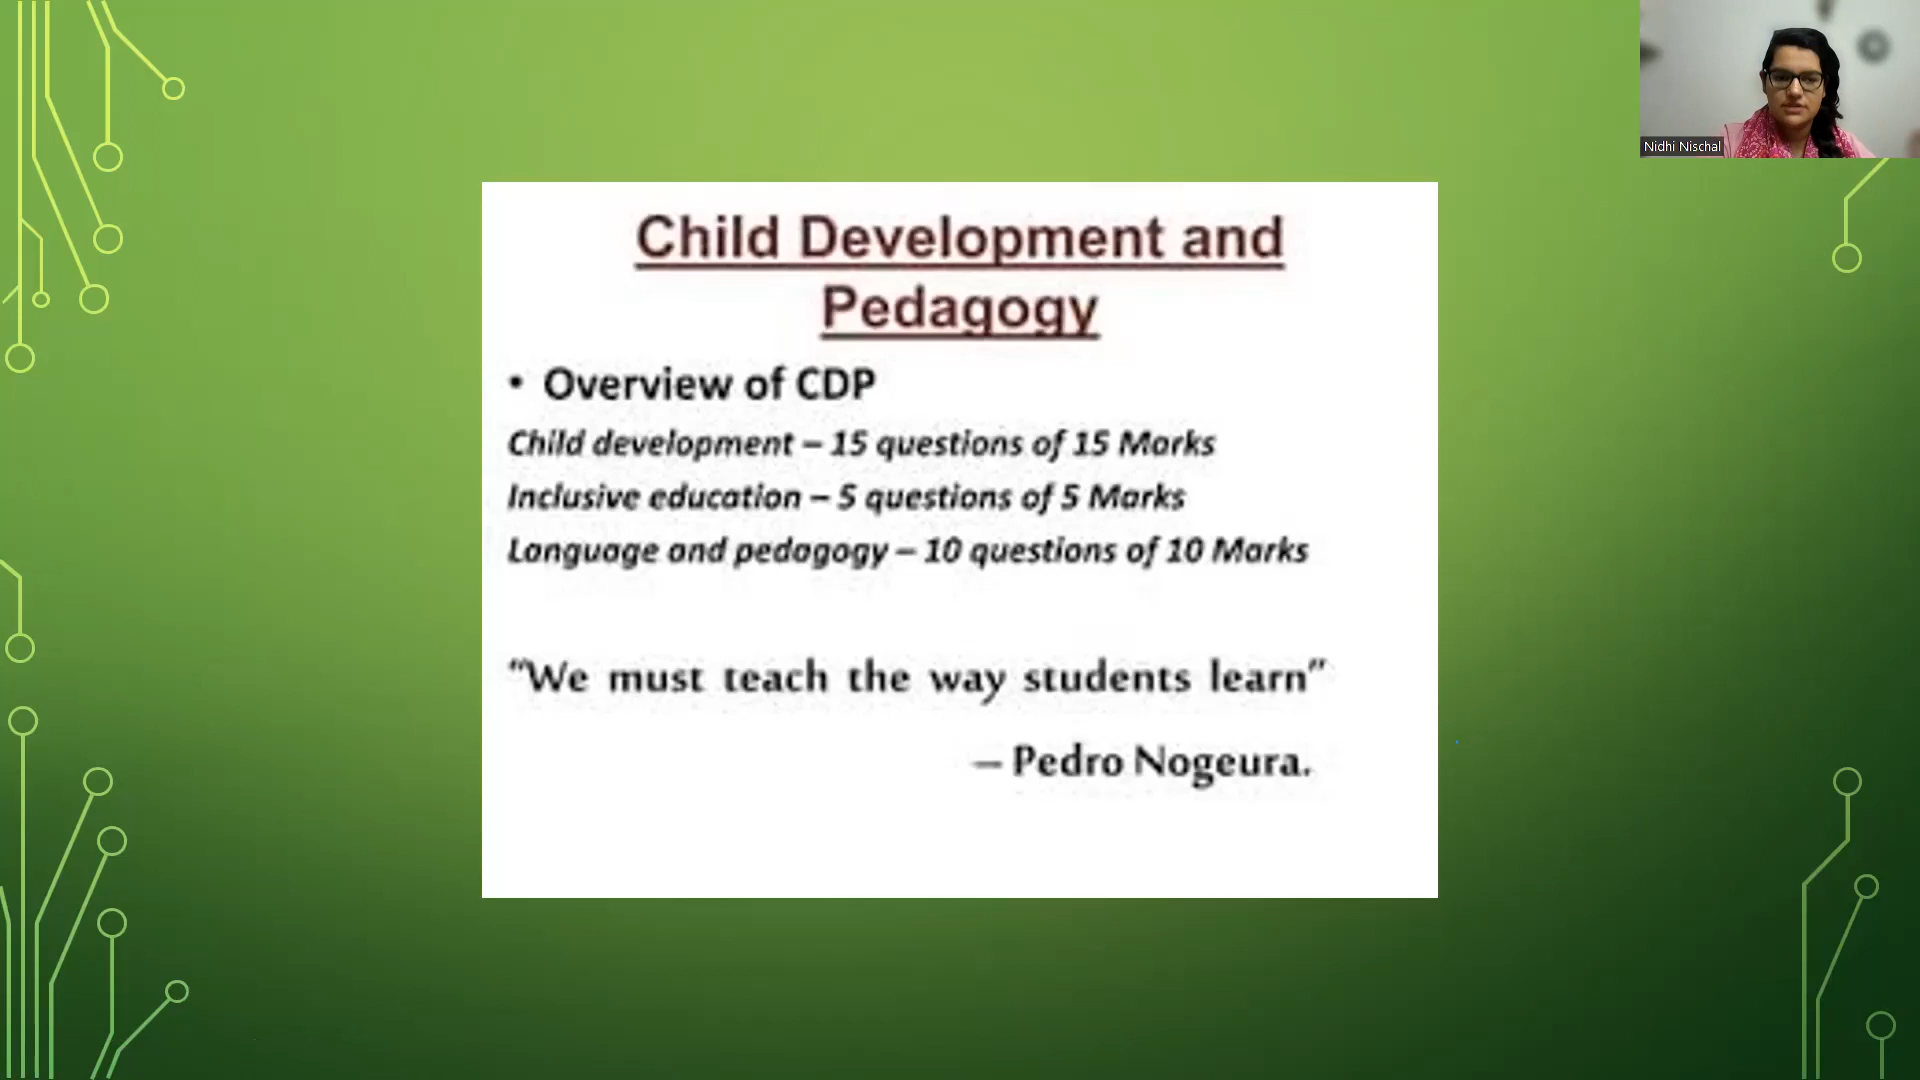 Nidhi Nischal
Child Development and
Pedagogy
• Overview of CDP
Child development – 15 questions of 15 Marks
Inclusive education – 5 questions of 5 Marks
Language and pedagogy – 10 questions of 10 Marks
"We must teach the way students learn"
– Pedro Nogeura.